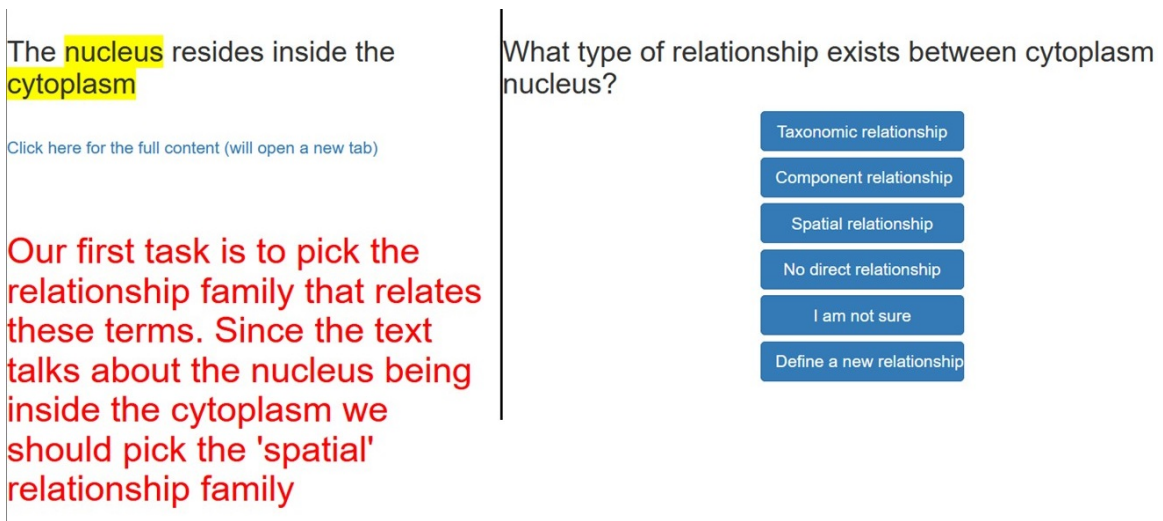 The nucleus resides inside the
cytoplasm
Click here for the full content (will open a new tab)
Our first task is to pick the
relationship family that relates
these terms. Since the text
talks about the nucleus being
inside the cytoplasm we
should pick the 'spatial'
relationship family
What type of relationship exists between cytoplasm
nucleus?
Taxonomic relationship
Component relationship
Spatial relationship
No direct relationship
I am not sure
Define a new relationship